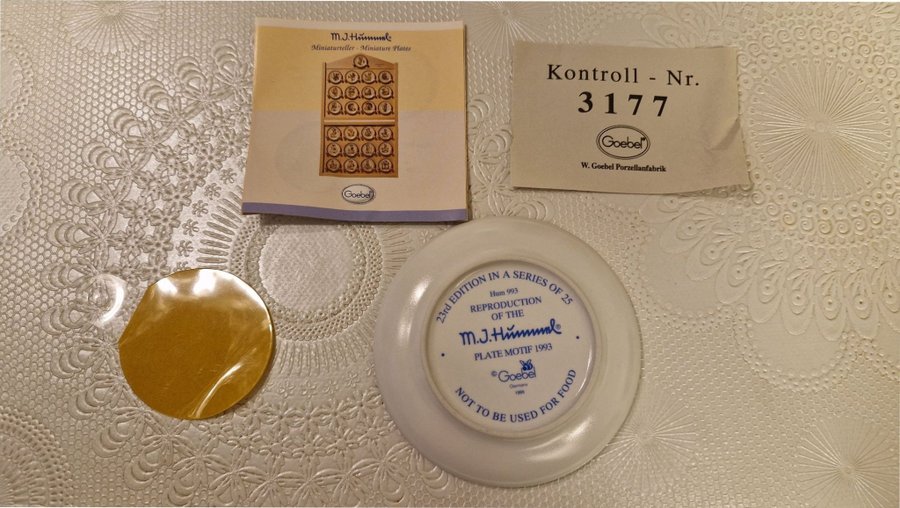 M.J.Hummel
Miniaturteller - Miniature Plates
Goebel
Kontroll - Nr.
3177
Goebel
W. Goebel Porzellanfabrik
23rd EDITION IN A SERIES OF 25
Hum 993
REPRODUCTION
OF THE
M.J.Hummel®
PLATE MOTIF 1993
© Goebel
Germany
NOT TO BE USED FOR FOOD